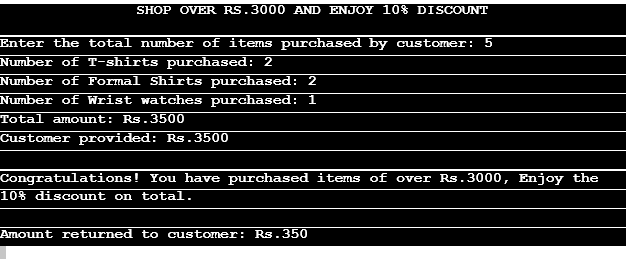 SHOP OVER RS.3000 AND ENJOY 10% DISCOUNT
Enter the total number of items purchased by customer: 5
Number of T-shirts purchased: 2
Number of Formal Shirts purchased: 2
Number of Wrist watches purchased: 1
Total amount: Rs.3500
Customer provided: Rs.3500
Congratulations! You have purchased items of over Rs.3000, Enjoy the
10% discount on total.
Amount returned to customer: Rs.350